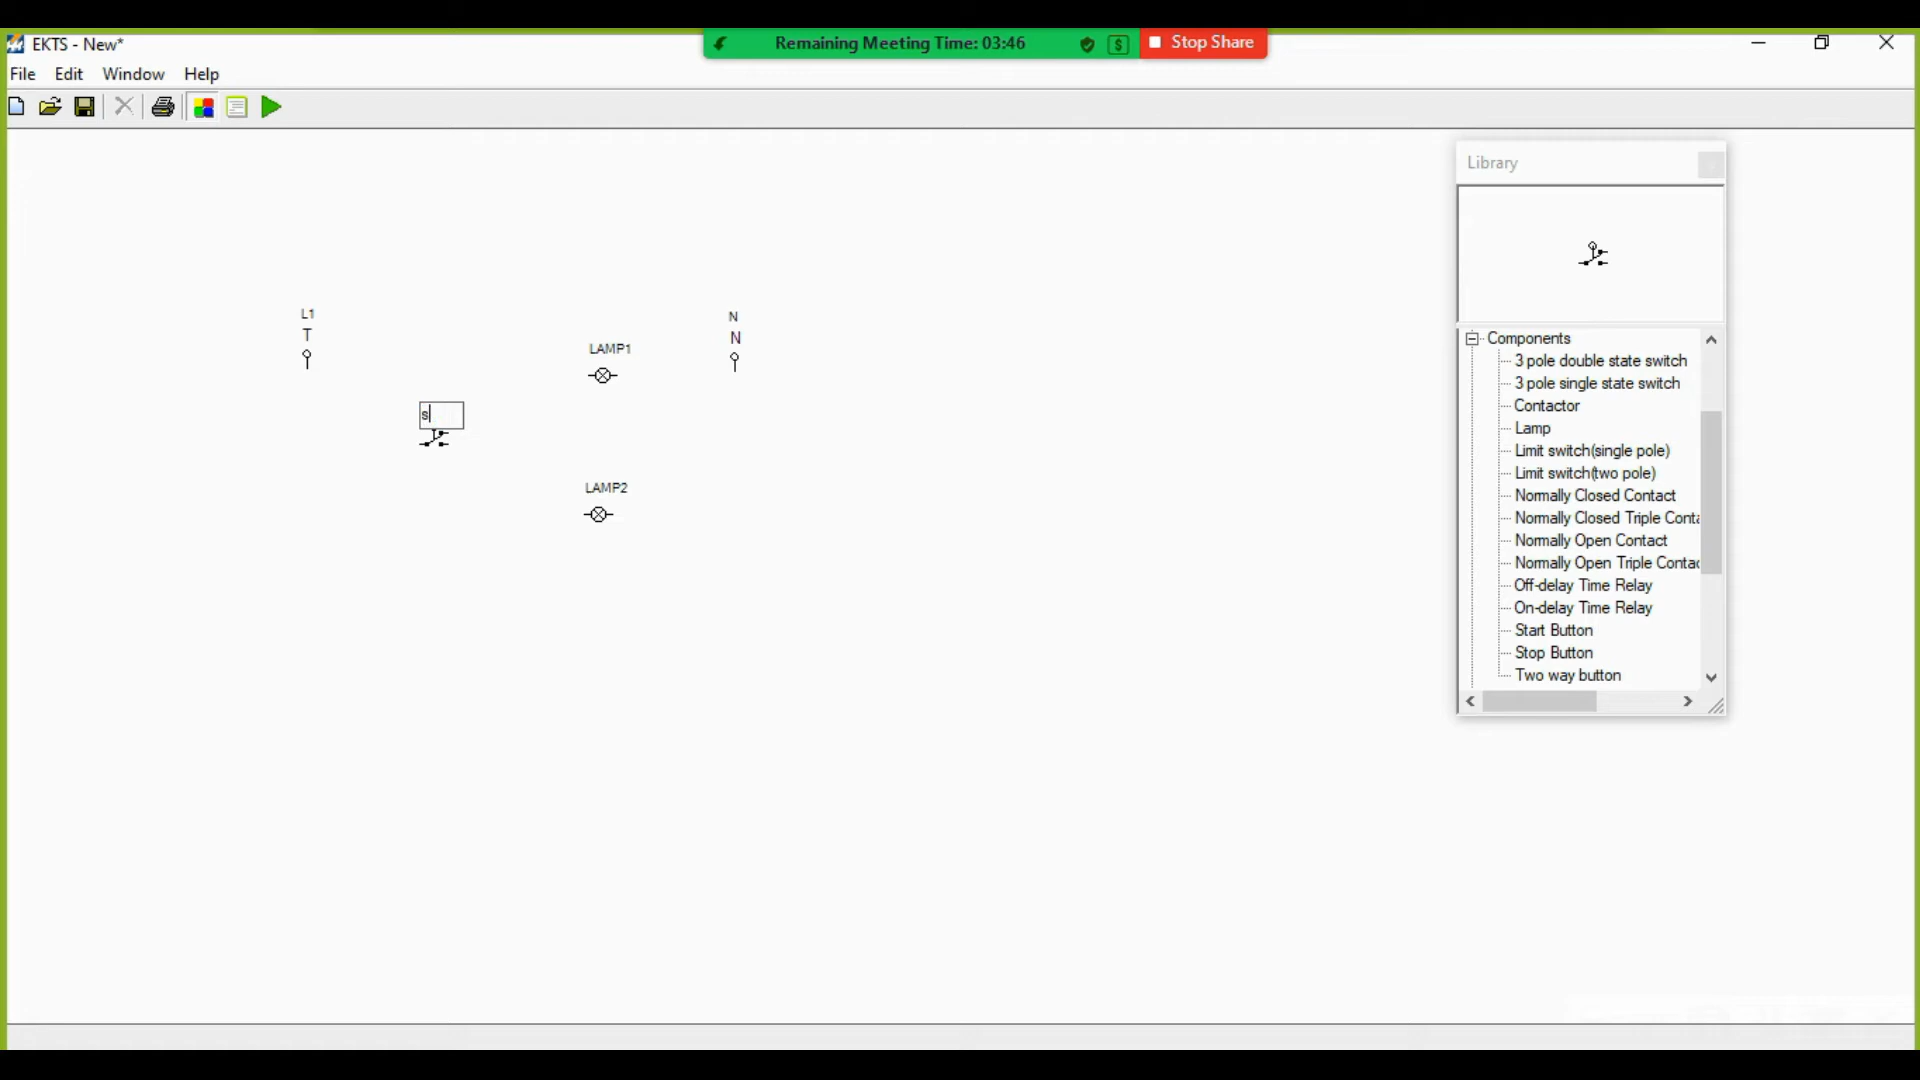 EKTS - New*
Remaining Meeting Time: 03:46
$
Stop Share
File Edit Window Help
Library
L1
T
N
N
LAMP1
s
LAMP2
Components
3 pole double state switch
3 pole single state switch
Contactor
Lamp
Limit switch(single pole)
Limit switch(two pole)
Normally Closed Contact
Normally Closed Triple Conta
Normally Open Contact
Normally Open Triple Contac
Off-delay Time Relay
On-delay Time Relay
Start Button
Stop Button
Two way button